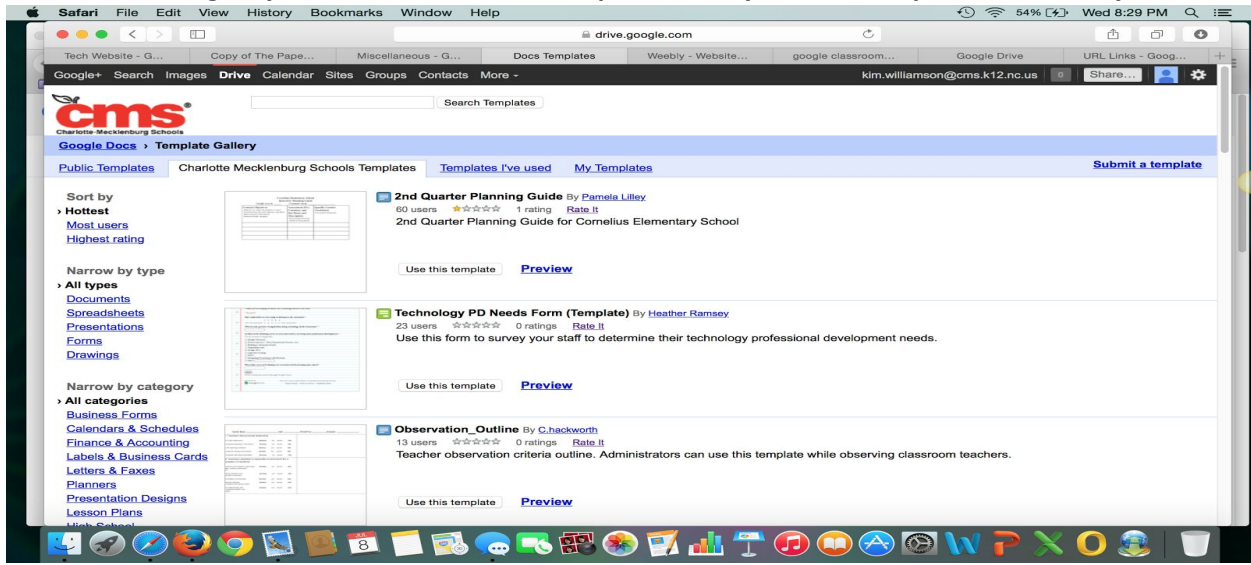 Safari File Edit View History Bookmarks Window Help 54% Wed 8:29 PM
drive.google.com
Tech Website - G... Copy of The Pape... Miscellaneous - G... Docs Templates Weebly - Website... google classroom... Google Drive URL Links - Goog...
Google+ Search Images Drive Calendar Sites Groups Contacts More kim.williamson@cms.k12.nc.us 0 Share...
cms®
Charlotte-Mecklenburg Schools
Search Templates
Google Docs › Template Gallery
Public Templates Charlotte Mecklenburg Schools Templates Templates I've used My Templates Submit a template
Sort by
› Hottest
Most users
Highest rating
Narrow by type
› All types
Documents
Spreadsheets
Presentations
Forms
Drawings
Narrow by category
› All categories
Business Forms
Calendars & Schedules
Finance & Accounting
Labels & Business Cards
Letters & Faxes
Planners
Presentation Designs
Lesson Plans
High School
2nd Quarter Planning Guide By Pamela Lilley
60 users 1 rating Rate It
2nd Quarter Planning Guide for Cornelius Elementary School
Use this template Preview
Technology PD Needs Form (Template) By Heather Ramsey
23 users 0 ratings Rate It
Use this form to survey your staff to determine their technology professional development needs.
Use this template Preview
Observation_Outline By C.hackworth
13 users 0 ratings Rate It
Teacher observation criteria outline. Administrators can use this template while observing classroom teachers.
Use this template Preview
JUL
8